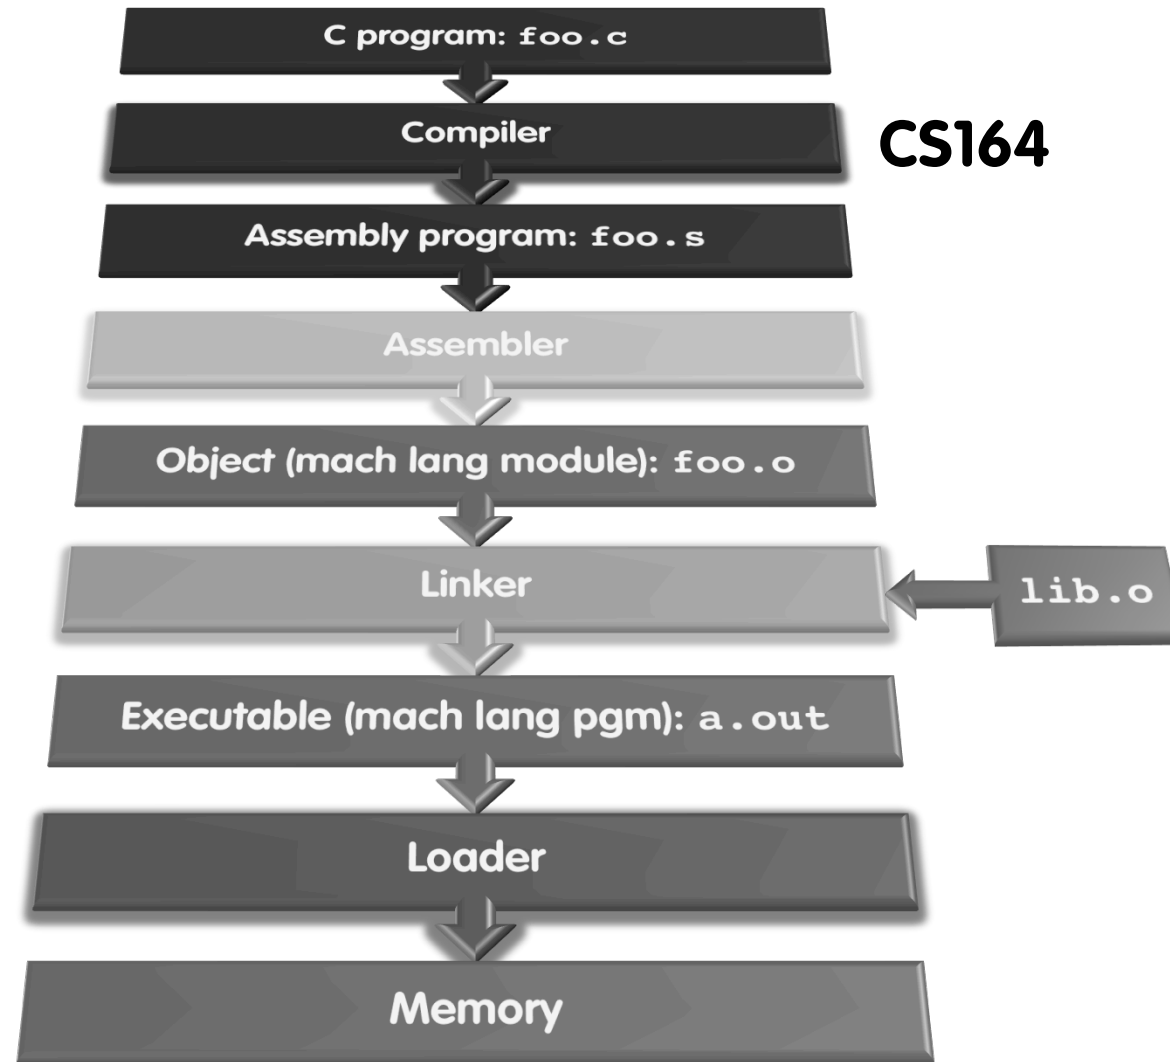 C program: foo.c
Compiler
CS164
Assembly program: foo.s
Assembler
Object (mach lang module): foo.o
Linker
lib.o
Executable (mach lang pgm): a.out
Loader
Memory